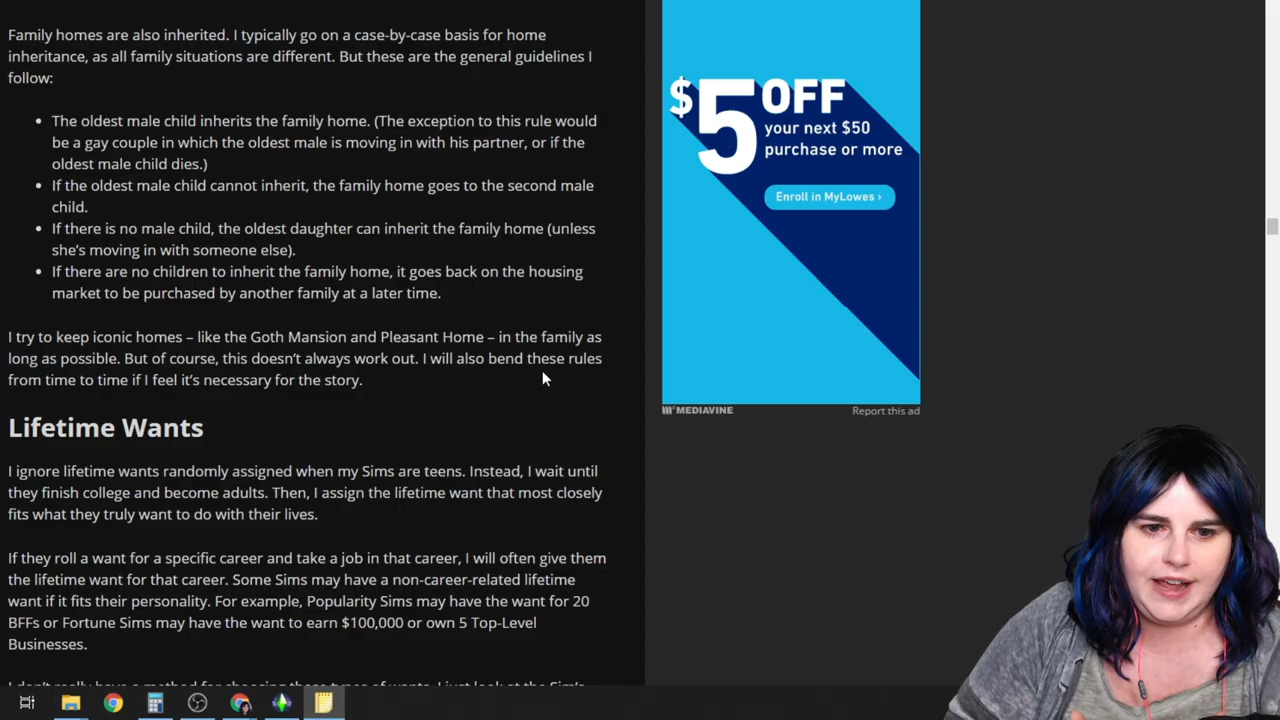 Family homes are also inherited. I typically go on a case-by-case basis for home
inheritance, as all family situations are different. But these are the general guidelines I
follow:
The oldest male child inherits the family home. (The exception to this rule would
be a gay couple in which the oldest male is moving in with his partner, or if the
oldest male child dies.)
If the oldest male child cannot inherit, the family home goes to the second male
child.
If there is no male child, the oldest daughter can inherit the family home (unless
she's moving in with someone else).
If there are no children to inherit the family home, it goes back on the housing
market to be purchased by another family at a later time.
I try to keep iconic homes – like the Goth Mansion and Pleasant Home – in the family as
long as possible. But of course, this doesn't always work out. I will also bend these rules
from time to time if I feel it's necessary for the story.
Lifetime Wants
I ignore lifetime wants randomly assigned when my Sims are teens. Instead, I wait until
they finish college and become adults. Then, I assign the lifetime want that most closely
fits what they truly want to do with their lives.
If they roll a want for a specific career and take a job in that career, I will often give them
the lifetime want for that career. Some Sims may have a non-career-related lifetime
want if it fits their personality. For example, Popularity Sims may have the want for 20
BFFs or Fortune Sims may have the want to earn $100,000 or own 5 Top-Level
Businesses.
I don't really have a method for choosing these types of wants. I just look at the Sim's
$5 OFF
your next $50
purchase or more
Enroll in MyLowes ›
MEDIAVINE
Report this ad